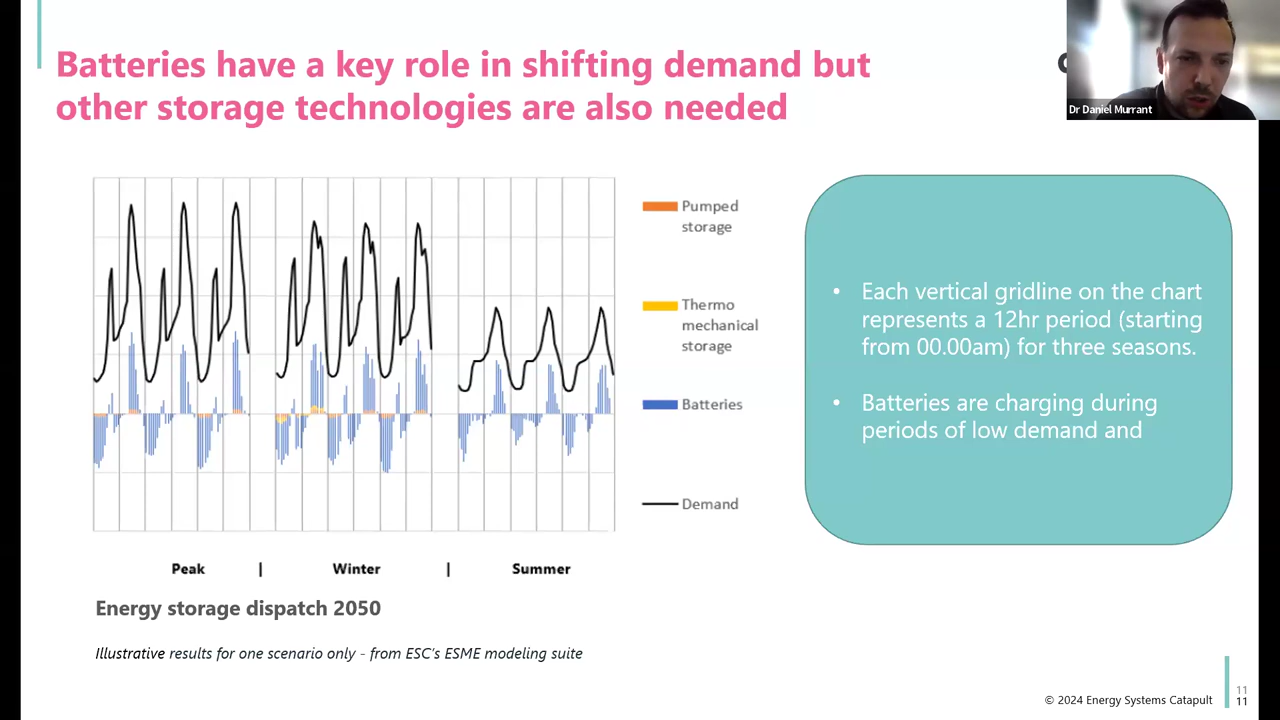 Batteries have a key role in shifting demand but
other storage technologies are also needed
Dr Daniel Murrant
Pumped
storage
Thermo
mechanical
storage
Batteries
Demand
Peak | Winter | Summer
Energy storage dispatch 2050
Illustrative results for one scenario only - from ESC's ESME modeling suite
• Each vertical gridline on the chart
represents a 12hr period (starting
from 00.00am) for three seasons.
• Batteries are charging during
periods of low demand and
© 2024 Energy Systems Catapult
11
11